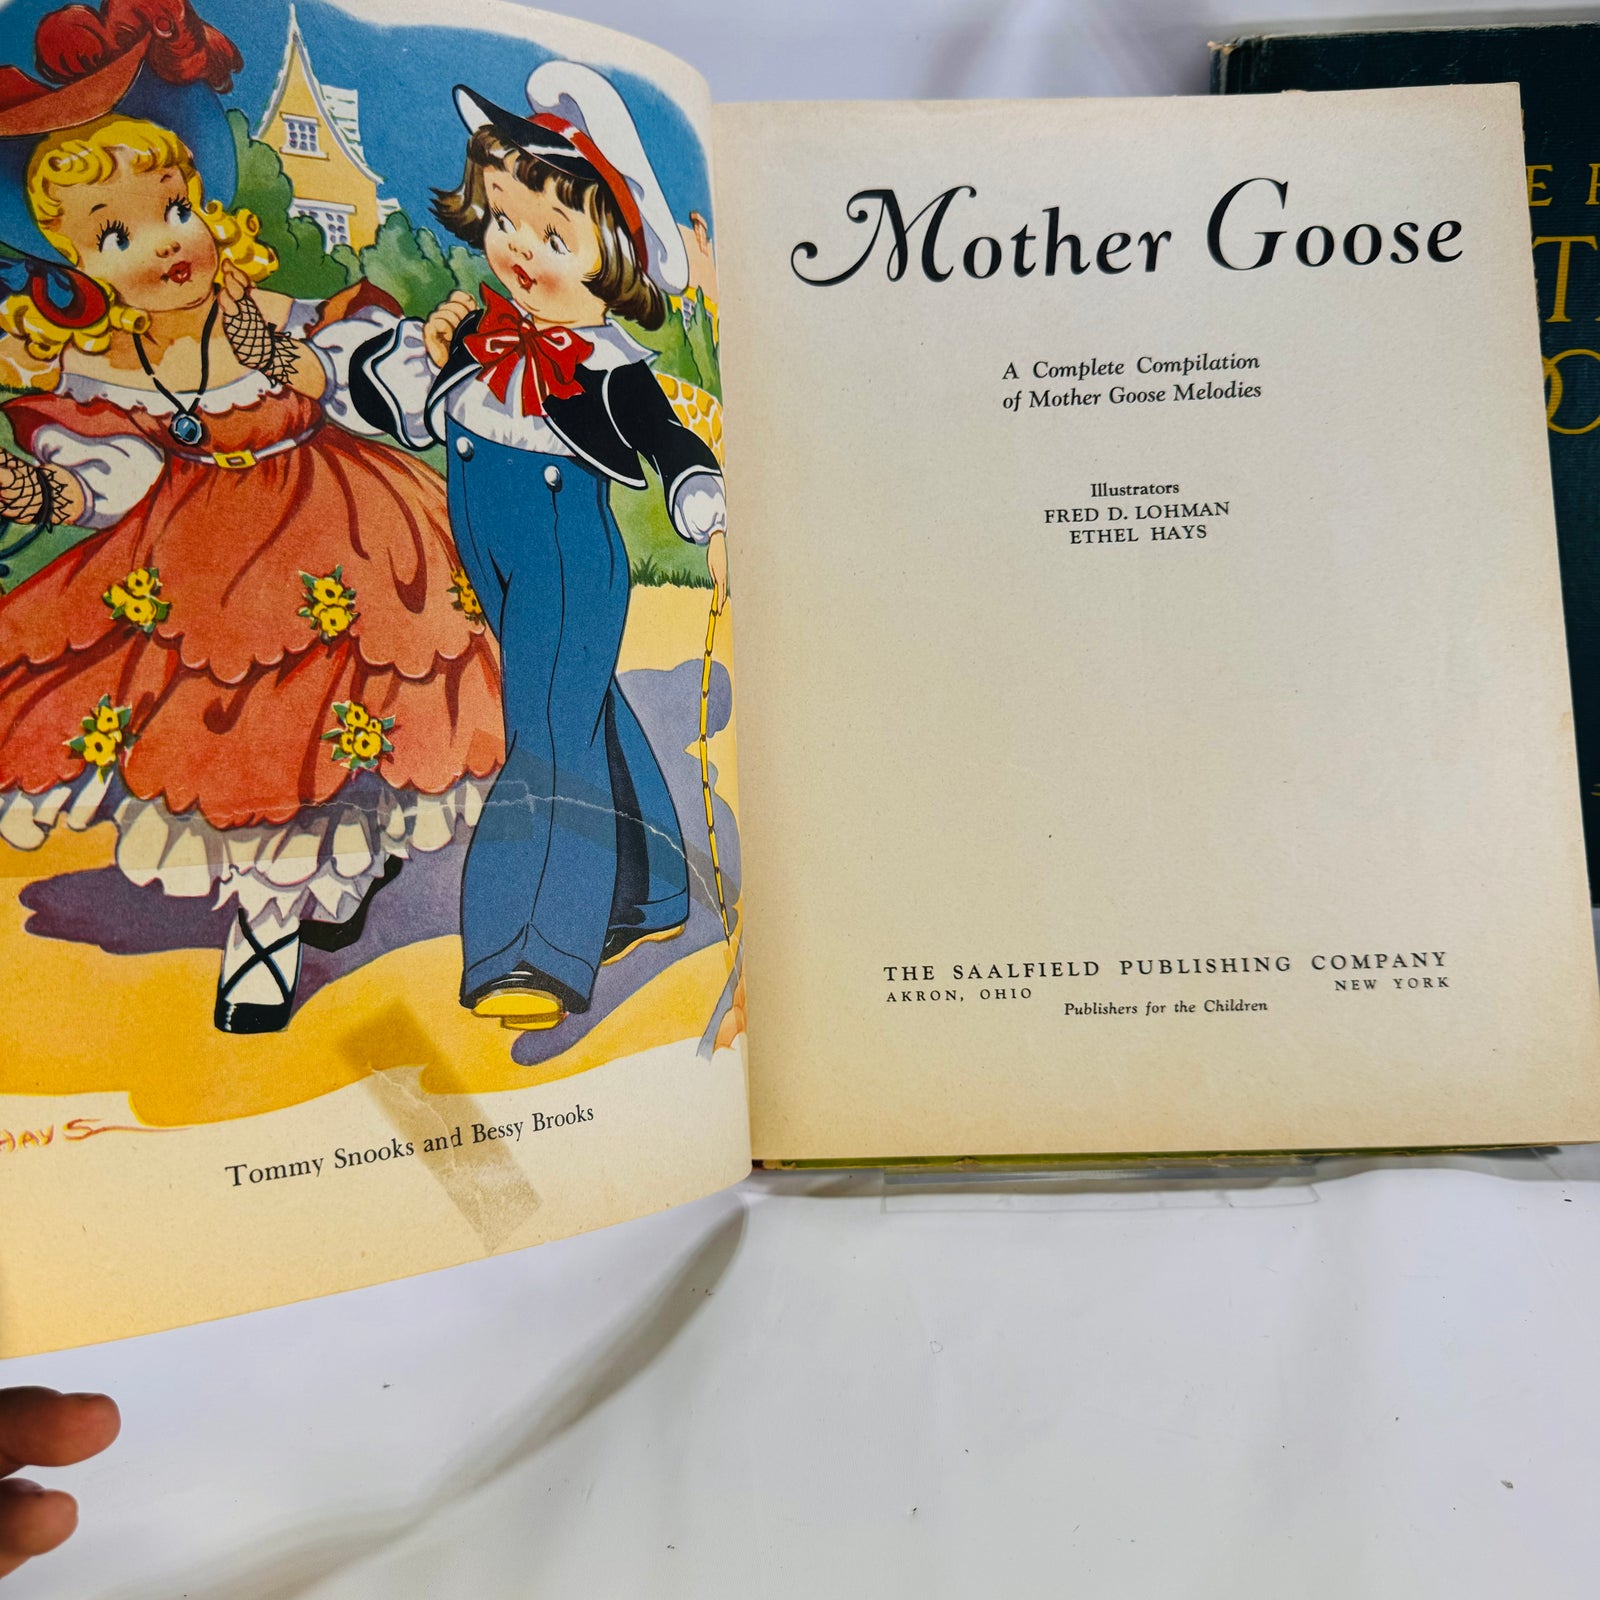 HAYS
Tommy Snooks and Bessy Brooks
Mother Goose
A Complete Compilation
of Mother Goose Melodies
Illustrators
FRED D. LOHMAN
ETHEL HAYS
THE SAALFIELD PUBLISHING COMPANY
AKRON, OHIO NEW YORK
Publishers for the Children